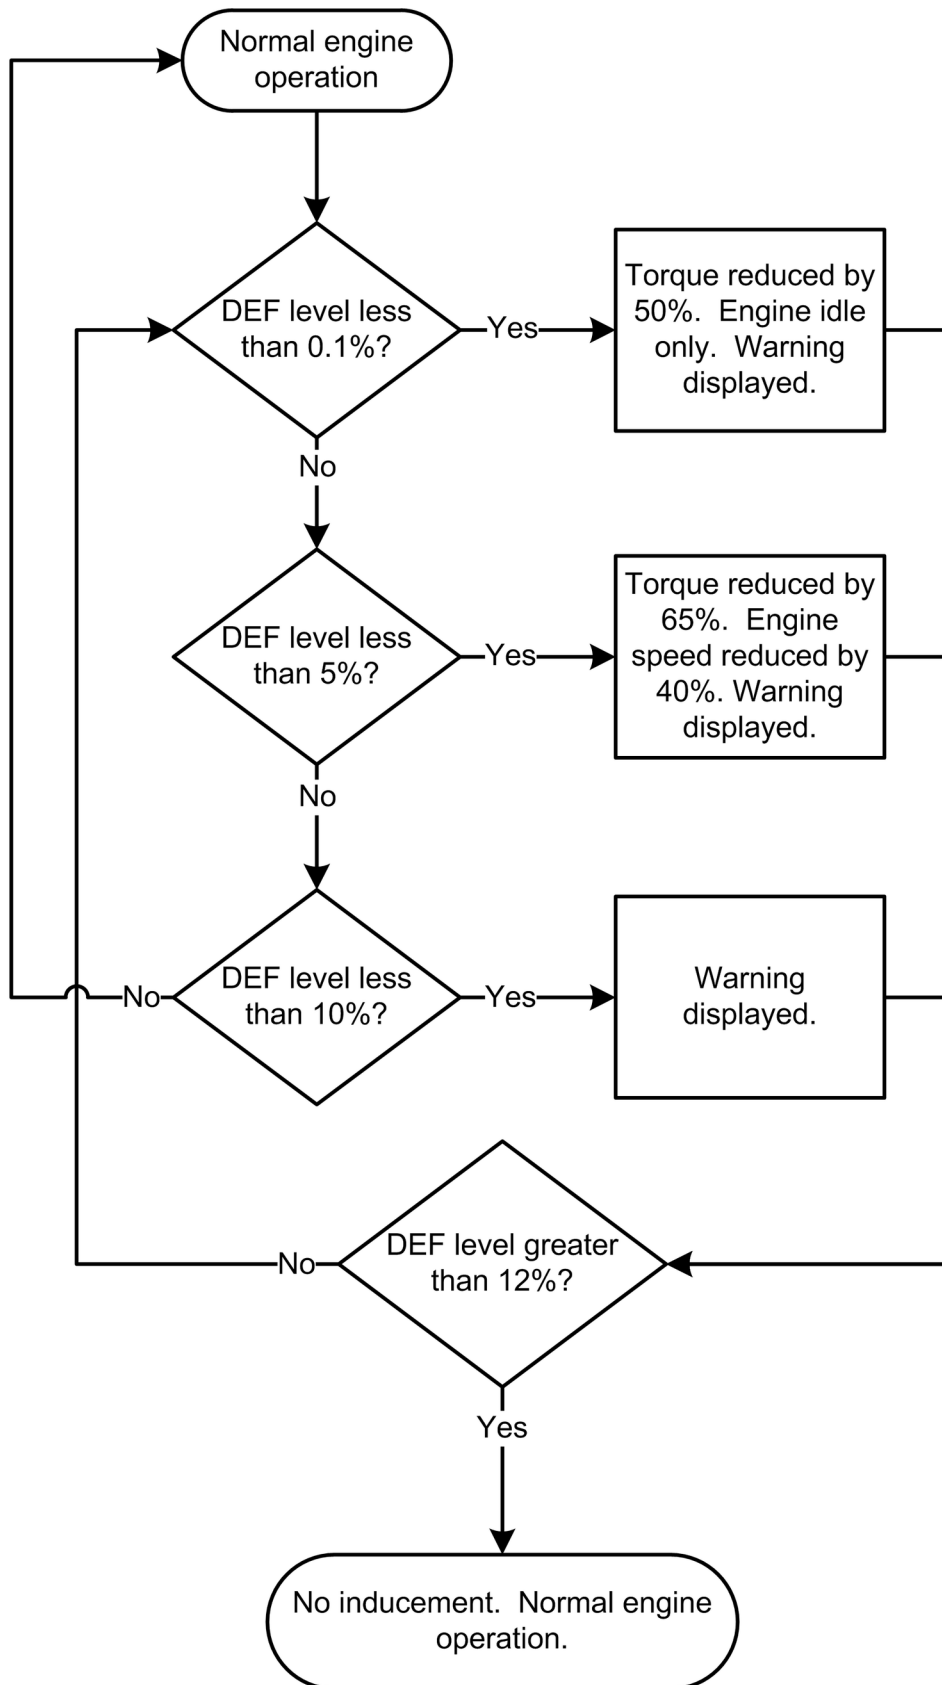 Normal engine
operation
DEF level less
than 0.1%?
Yes
Torque reduced by
50%.  Engine idle
only.  Warning
displayed.
No
DEF level less
than 5%?
Yes
Torque reduced by
65%.  Engine
speed reduced by
40%. Warning
displayed.
No
DEF level less
than 10%?
No
Yes
Warning
displayed.
DEF level greater
than 12%?
No
Yes
No inducement.  Normal engine
operation.